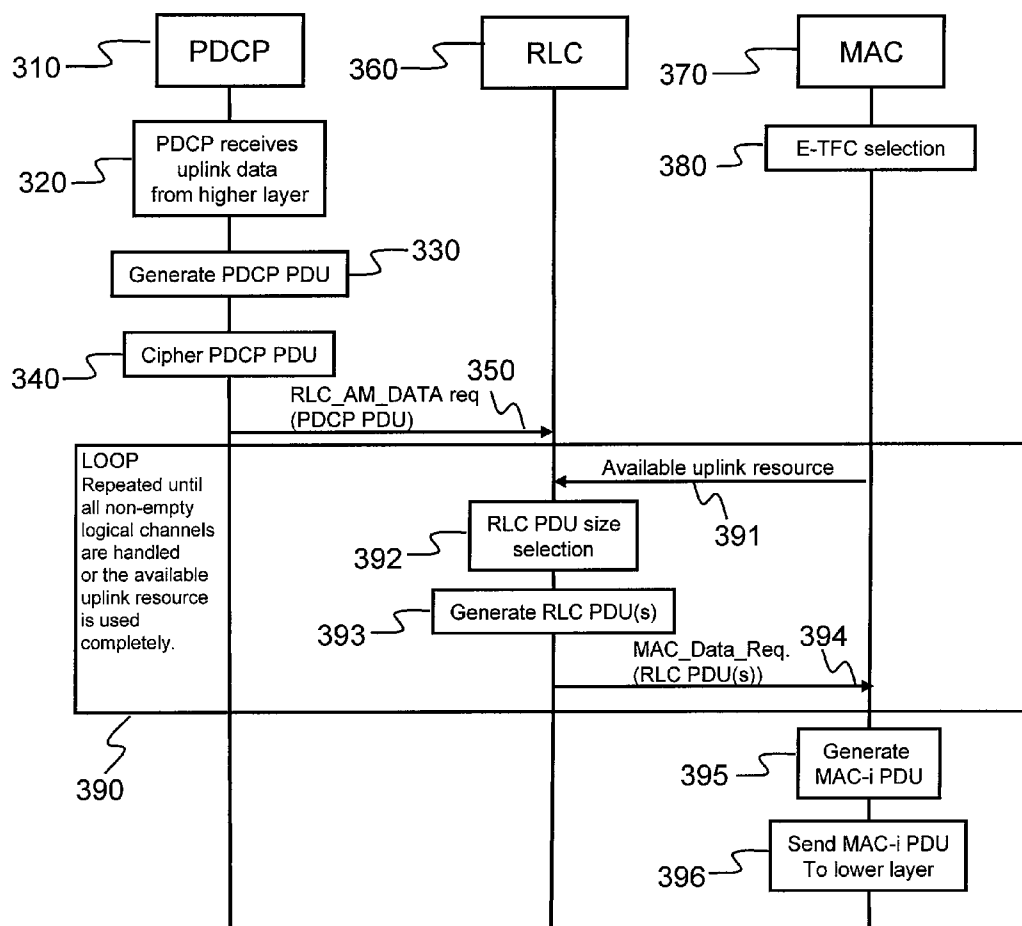 PDCP
RLC
MAC
310
360
370
PDCP receives
uplink data
from higher layer
320
E-TFC selection
380
Generate PDCP PDU
330
Cipher PDCP PDU
340
RLC_AM_DATA req
(PDCP PDU)
350
LOOP
Repeated until
all non-empty
logical channels
are handled
or the available
uplink resource
is used
completely.
Available uplink resource
391
RLC PDU size
selection
392
Generate RLC PDU(s)
393
MAC_Data_Req.
(RLC PDU(s))
394
390
Generate
MAC-i PDU
395
Send MAC-i PDU
To lower layer
396